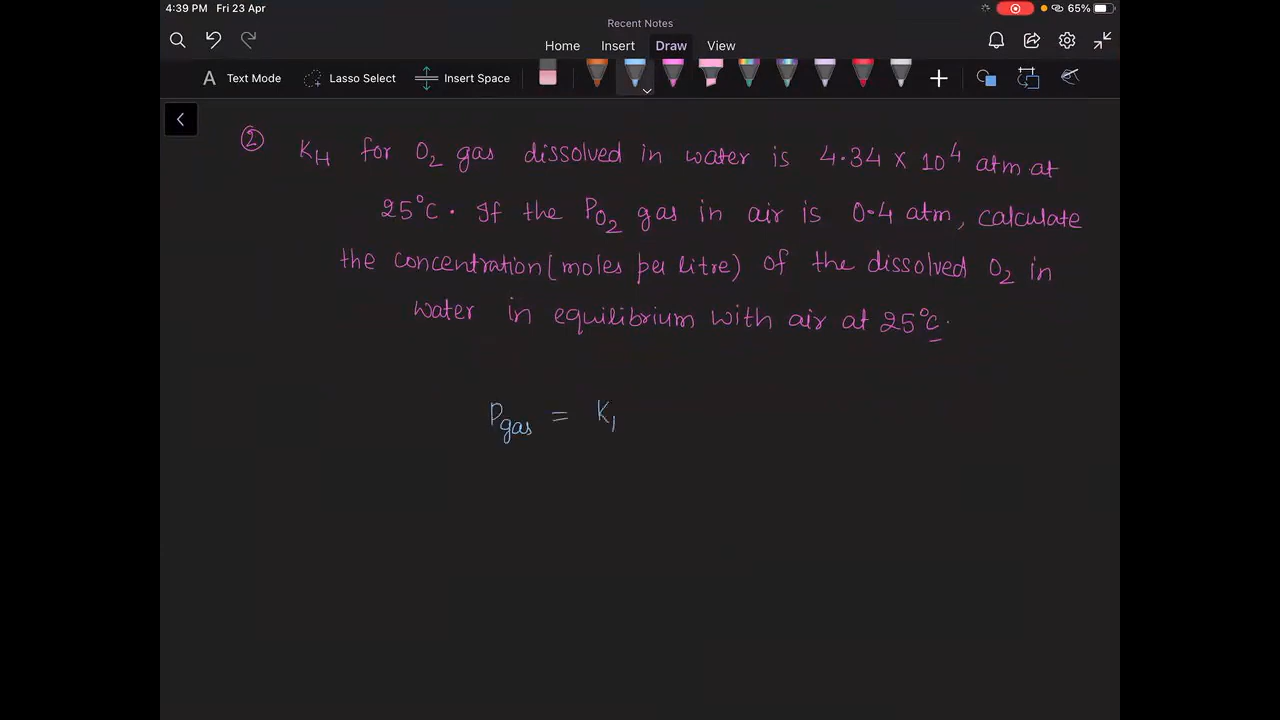 4:39 PM Fri 23 Apr
65%
Recent Notes
Home Insert Draw View
Text Mode Lasso Select Insert Space
② KH for O2 gas dissolved in water is 4.34 × 10⁴ atm at
25°C. If the PO2 gas in air is 0.4 atm, calculate
the concentration (moles per litre) of the dissolved O2 in
water in equilibrium with air at 25°C.
Pgas = K